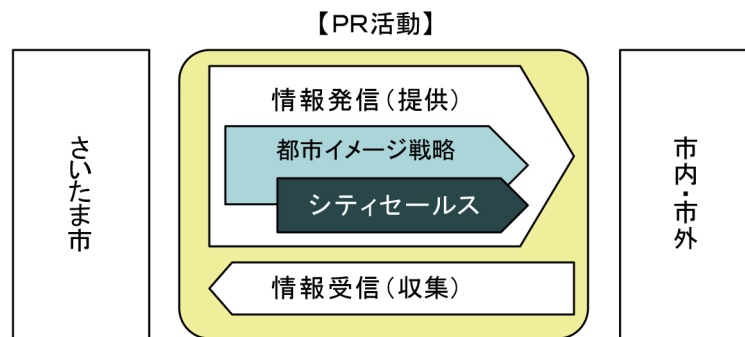 【PR活動】
さいたま市
情報発信（提供）
都市イメージ戦略
シティセールス
情報受信（収集）
市内・市外